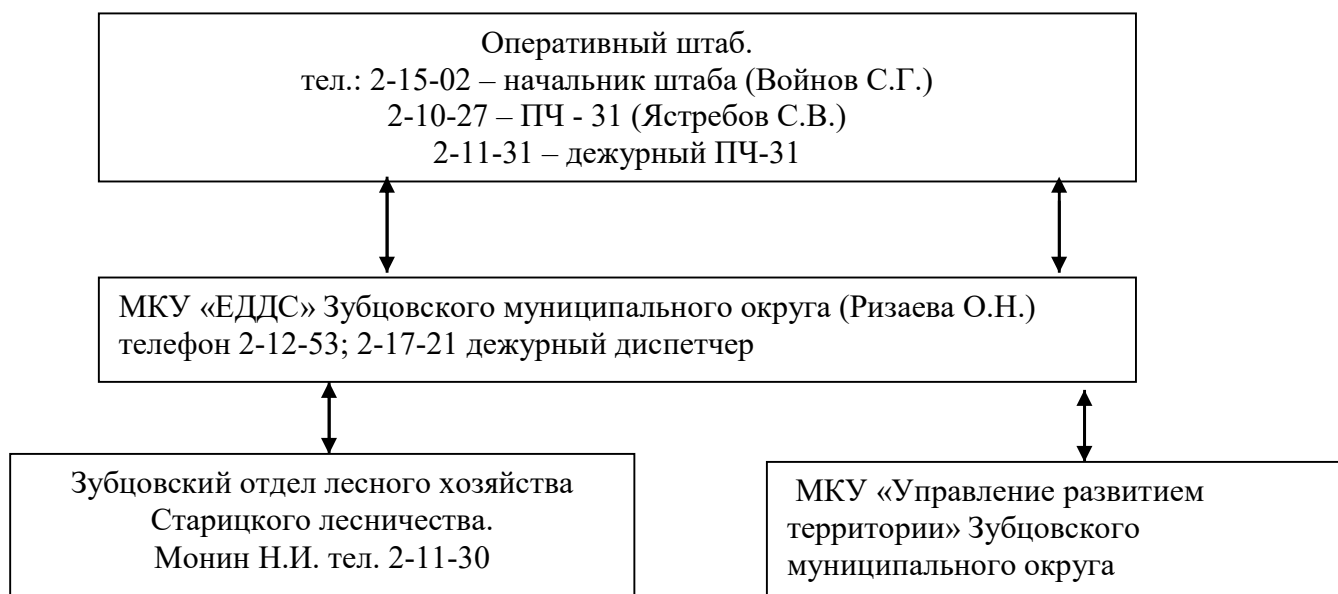 Оперативный штаб.
тел.: 2-15-02 – начальник штаба (Войнов С.Г.)
2-10-27 – ПЧ - 31 (Ястребов С.В.)
2-11-31 – дежурный ПЧ-31
МКУ «ЕДДС» Зубцовского муниципального округа (Ризаева О.Н.)
телефон 2-12-53; 2-17-21 дежурный диспетчер
Зубцовский отдел лесного хозяйства
Старицкого лесничества.
Монин Н.И. тел. 2-11-30
МКУ «Управление развитием
территории» Зубцовского
муниципального округа